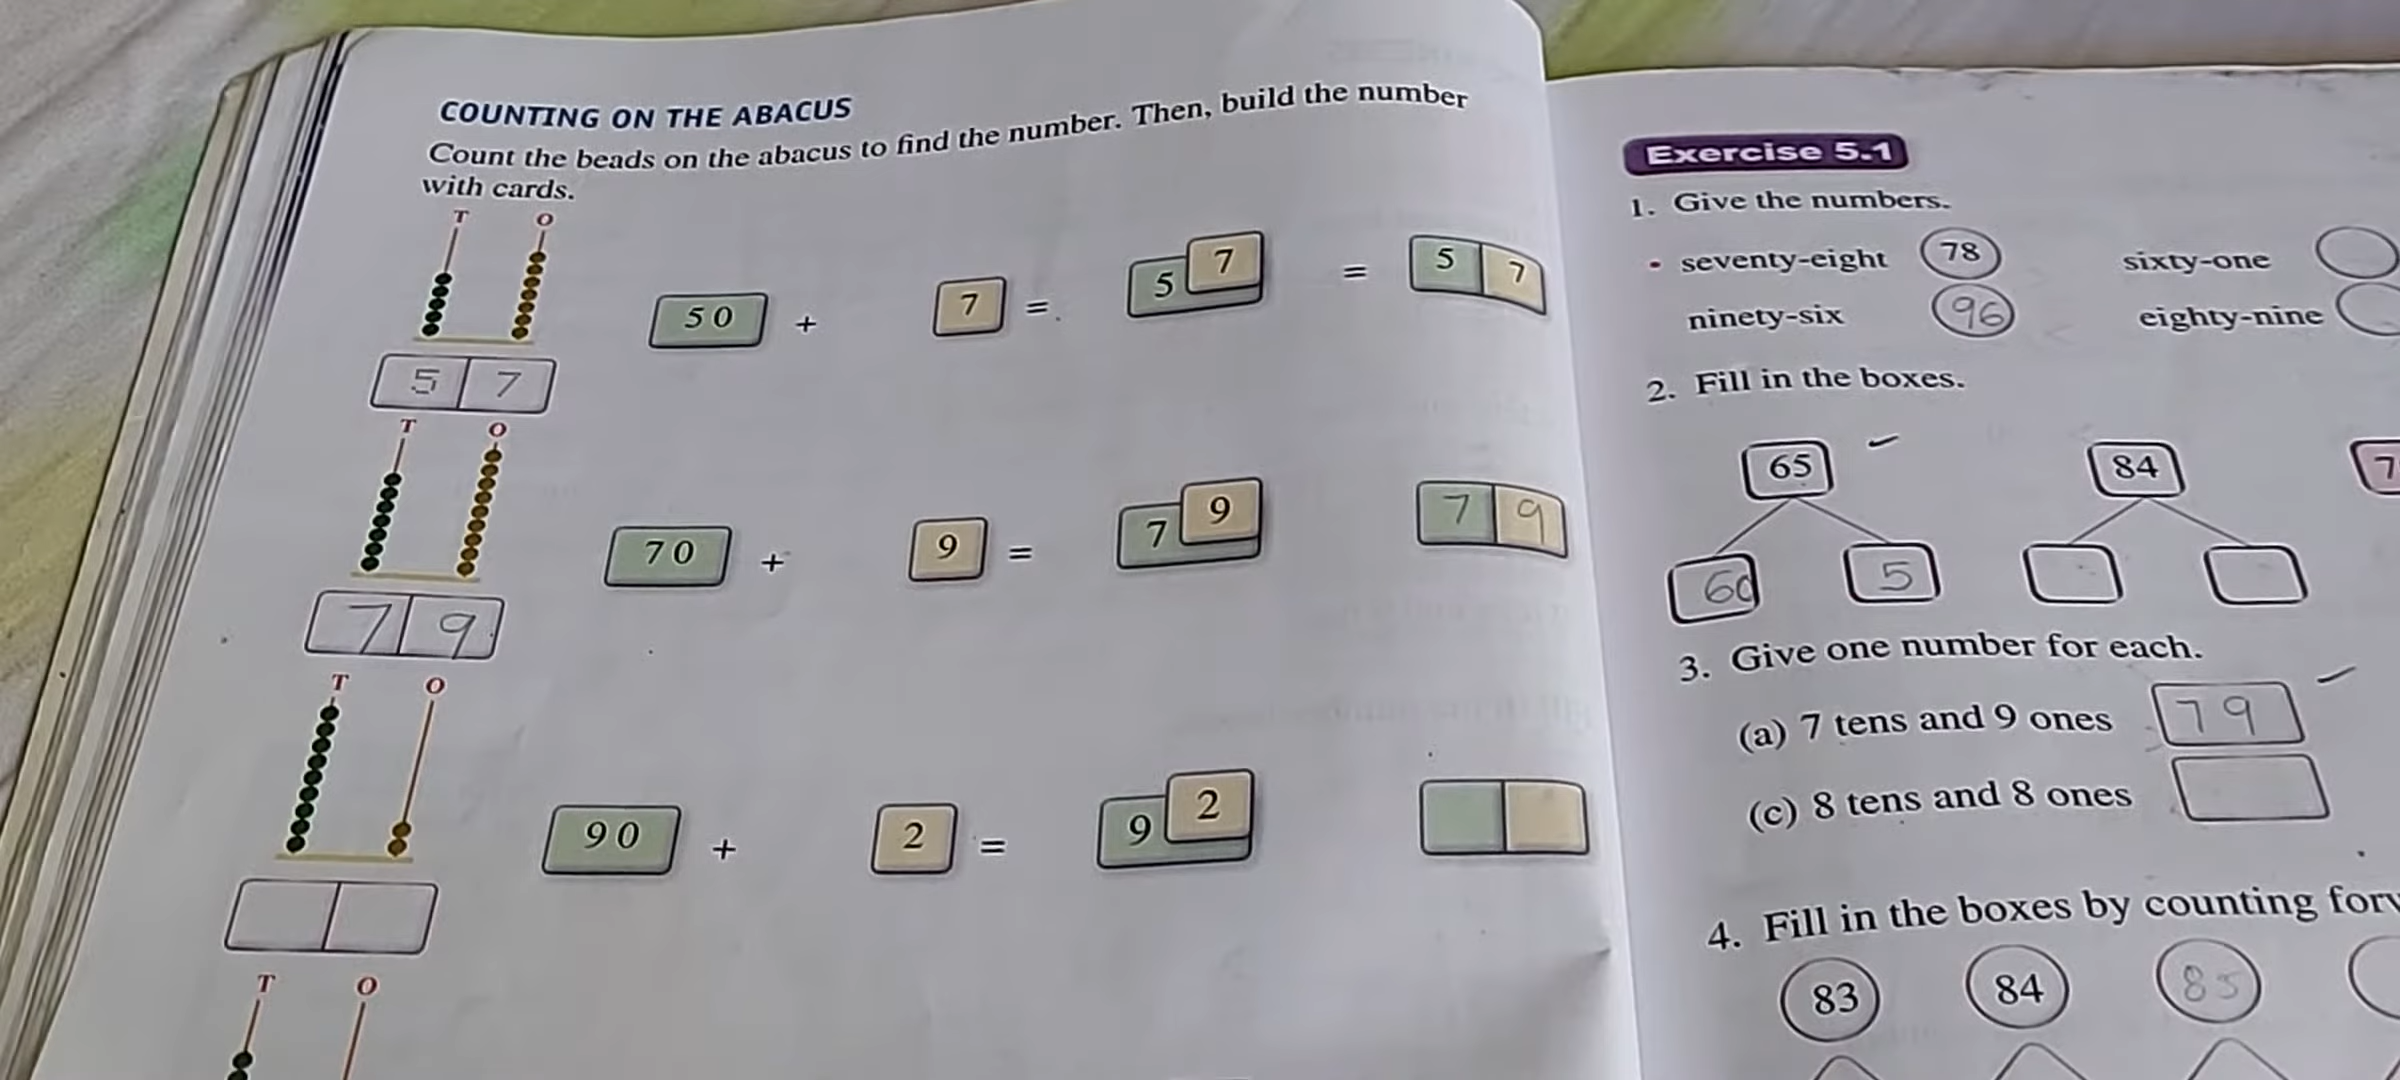 COUNTING ON THE ABACUS
Count the beads on the abacus to find the number. Then, build the number
with cards.
T O
50 + 7 = 5 7 = 5 7
5 7
T O
70 + 9 = 7 9 7 9
7 9
T O
90 + 2 = 9 2
T O
Exercise 5.1
1. Give the numbers.
• seventy-eight 78 sixty-one
ninety-six 96 eighty-nine
2. Fill in the boxes.
65 84 7
60 5
3. Give one number for each.
(a) 7 tens and 9 ones 79
(c) 8 tens and 8 ones
4. Fill in the boxes by counting
83 84 85